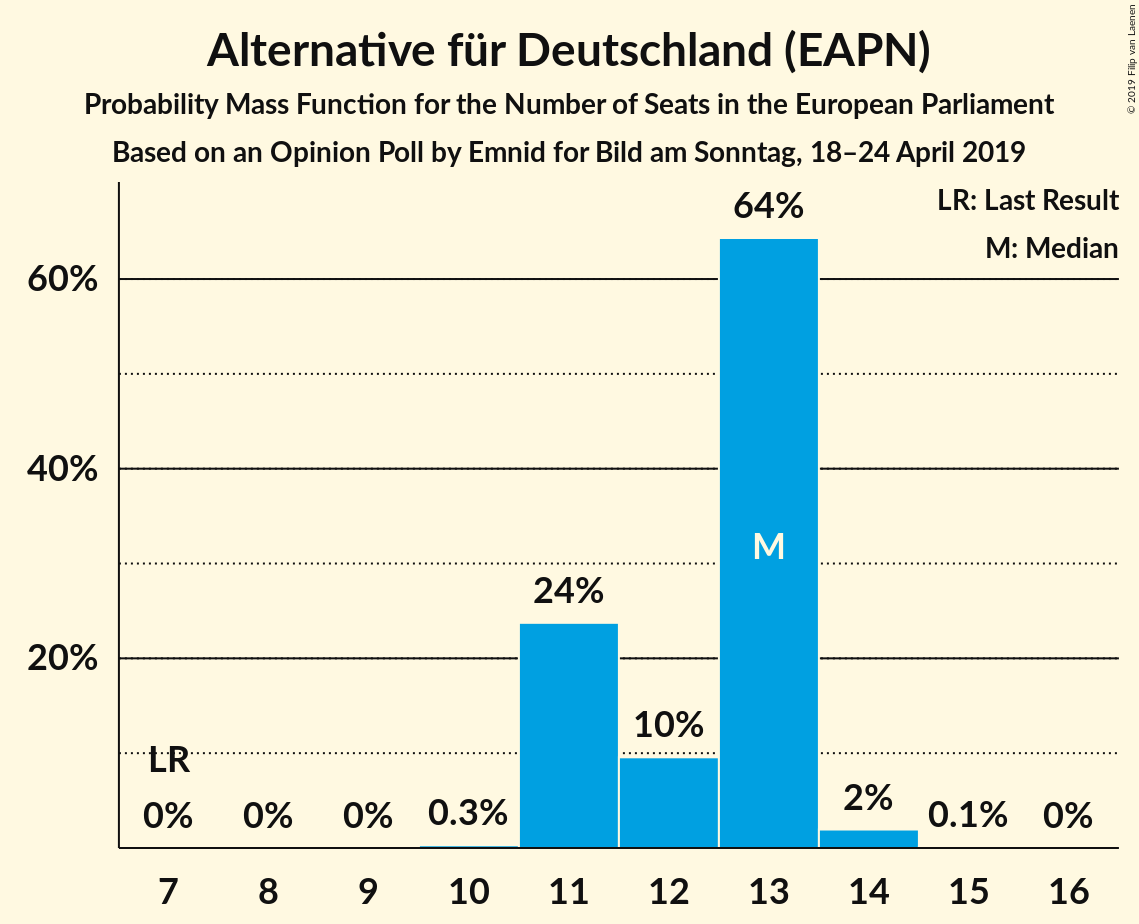 Alternative für Deutschland (EAPN)
Probability Mass Function for the Number of Seats in the European Parliament
Based on an Opinion Poll by Emnid for Bild am Sonntag, 18–24 April 2019
© 2019 Filip van Laenen
LR: Last Result
M: Median
64%
60%
40%
M
24%
20%
10%
LR
0%
0%
0%
0.3%
2%
0.1%
0%
7
8
9
10
11
12
13
14
15
16